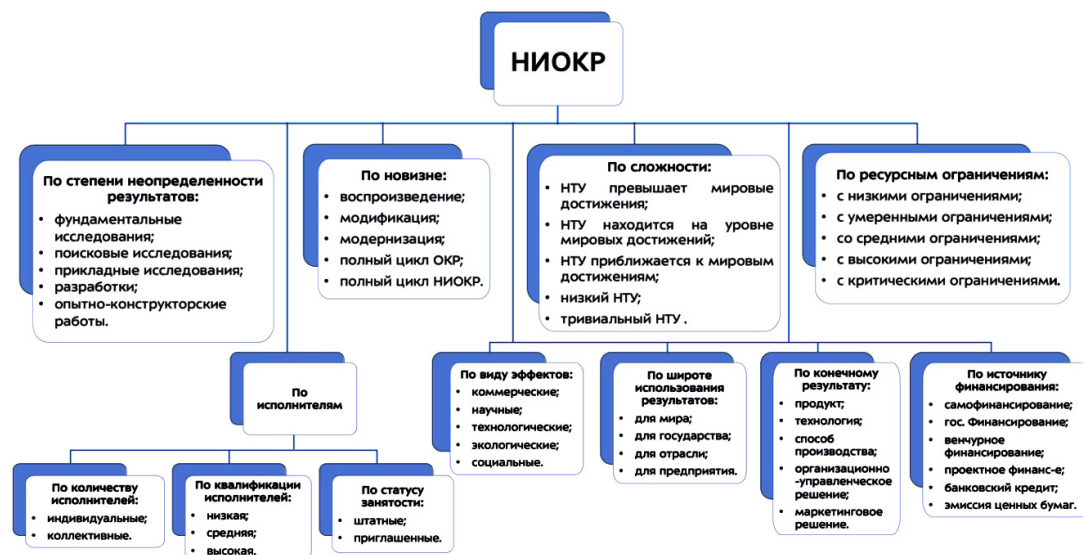 НИОКР
По степени неопределенности
результатов:
• фундаментальные
исследования;
• поисковые исследования;
• прикладные исследования;
• разработки;
• опытно-конструкторские
работы.
По новизне:
• воспроизведение;
• модификация;
• модернизация;
• полный цикл ОКР;
• полный цикл НИОКР.
По сложности:
• НТУ превышает мировые
достижения;
• НТУ находится на уровне
мировых достижений;
• НТУ приближается к мировым
достижениям;
• низкий НТУ;
• тривиальный НТУ .
По ресурсным ограничениям:
• с низкими ограничениями;
• с умеренными ограничениями;
• со средними ограничениями;
• с высокими ограничениями;
• с критическими ограничениями.
По
исполнителям
По количеству
исполнителей:
• индивидуальные;
• коллективные.
По квалификации
исполнителей:
• низкая;
• средняя;
• высокая.
По статусу
занятости:
• штатные;
• приглашенные.
По виду эффектов:
• коммерческие;
• научные;
• технологические;
• экологические;
• социальные.
По широте
использования
результатов:
• для мира;
• для государства;
• для отрасли;
• для предприятия.
По конечному
результату:
• продукт;
• технология;
• способ
производства;
• организационно
-управленческое
решение;
• маркетинговое
решение.
По источнику
финансирования:
• самофинансирование;
• гос. Финансирование;
• венчурное
финансирование;
• проектное финанс-е;
• банковский кредит;
• эмиссия ценных бумаг.